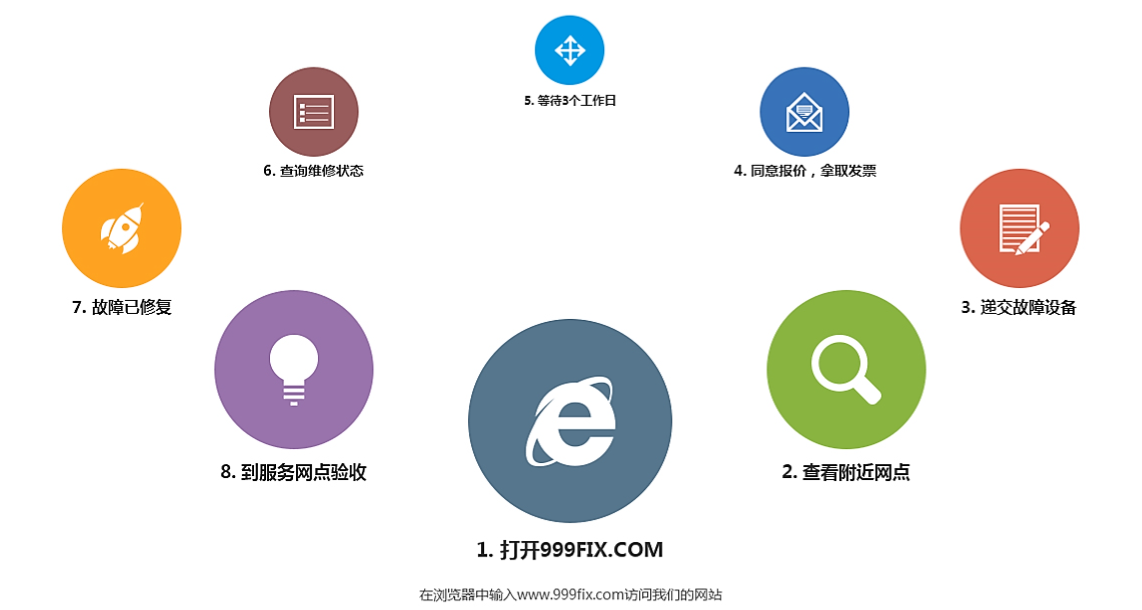 5. 等待3个工作日
6. 查询维修状态
4. 同意报价，拿取发票
7. 故障已修复
3. 递交故障设备
8. 到服务网点验收
2. 查看附近网点
1. 打开999FIX.COM
在浏览器中输入www.999fix.com访问我们的网站